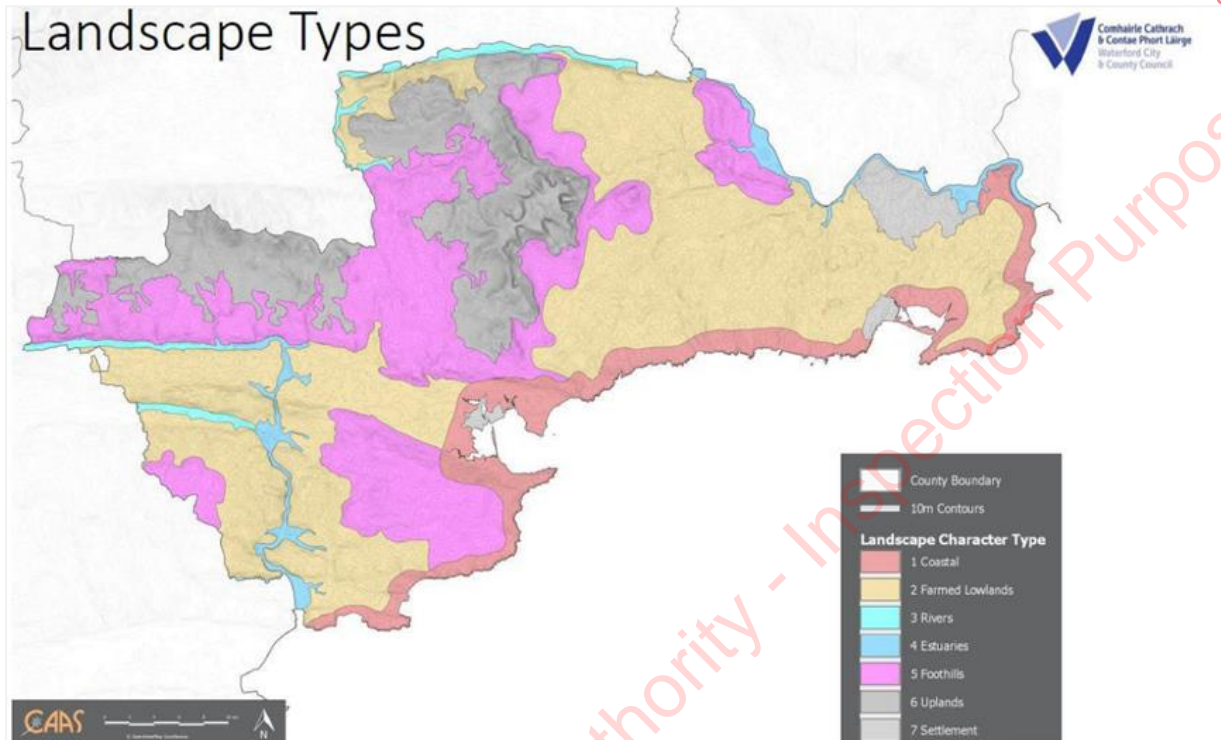 Landscape Types
Comhairle Cathrach
& Contae Phort Láirge
Waterford City
& County Council
thority - Inspection Purpos
County Boundary
10m Contours
Landscape Character Type
1 Coastal
2 Farmed Lowlands
3 Rivers
4 Estuaries
5 Foothills
6 Uplands
7 Settlement
CAAS
N